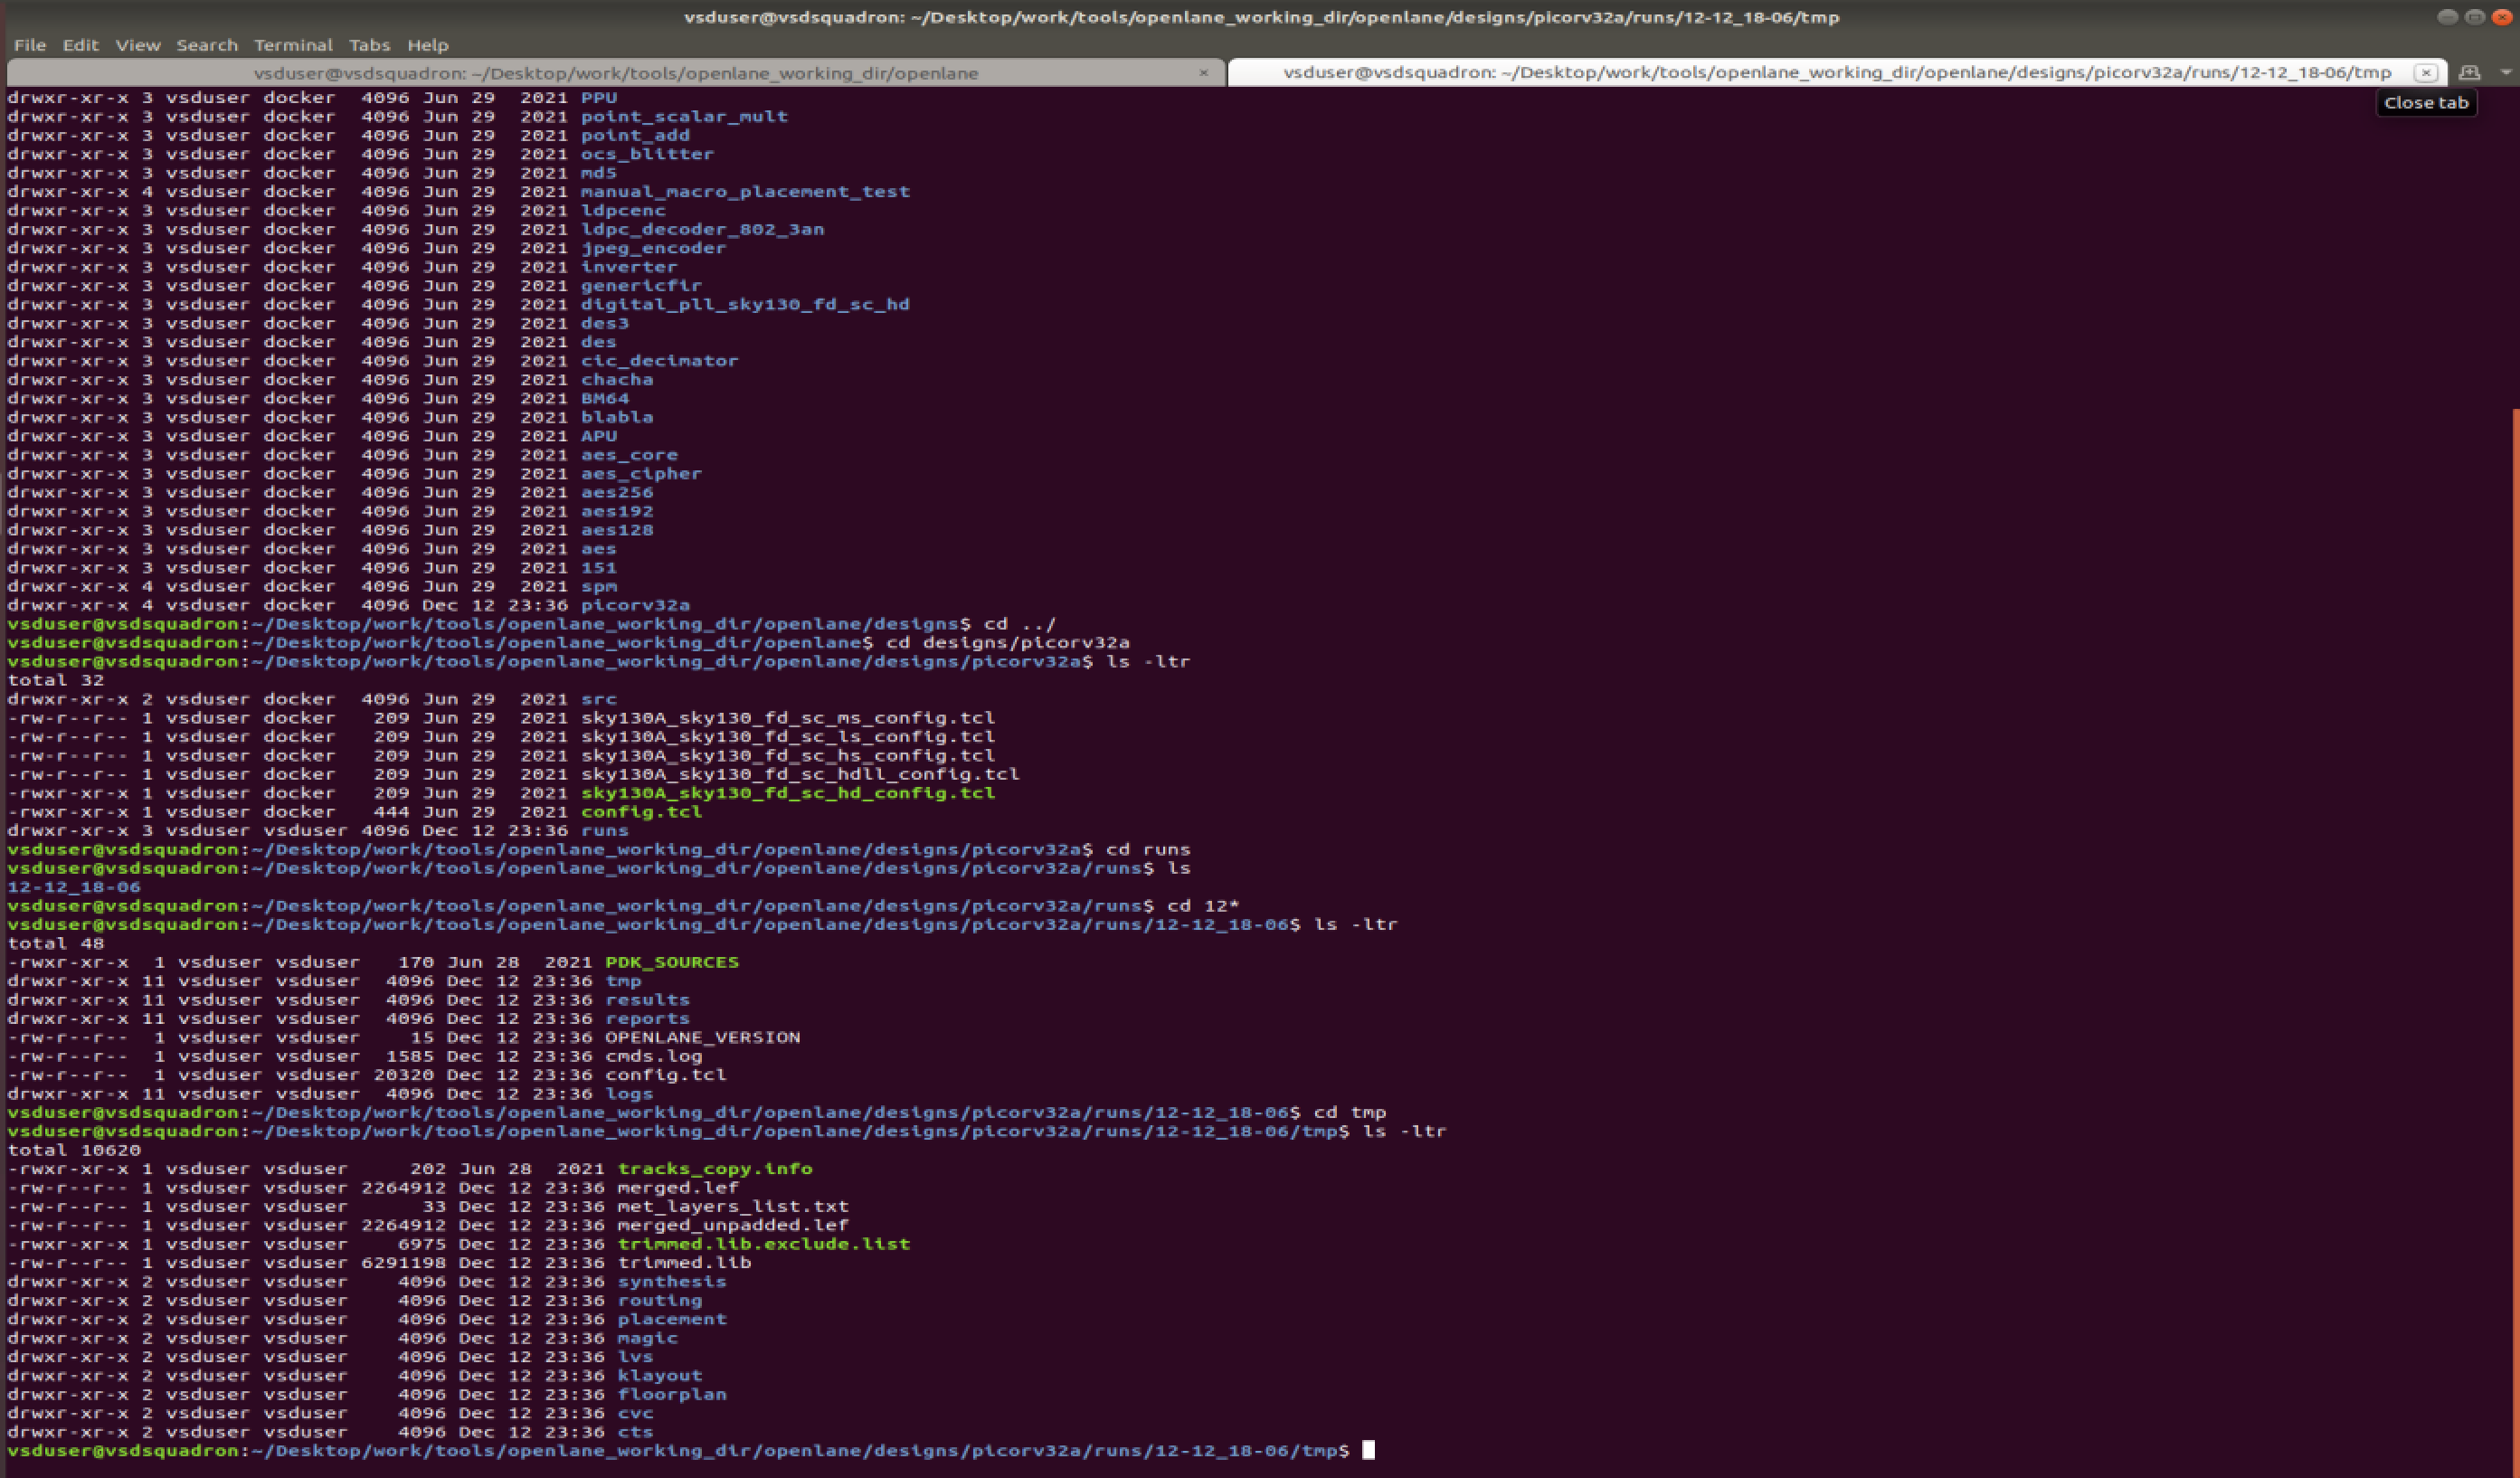 vsduser@vsdsquadron: ~/Desktop/work/tools/openlane_working_dir/openlane/designs/picorv32a/runs/12-12_18-06/tmp
File Edit View Search Terminal Tabs Help
vsduser@vsdsquadron: ~/Desktop/work/tools/openlane_working_dir/openlane × vsduser@vsdsquadron: ~/Desktop/work/tools/openlane_working_dir/openlane/designs/picorv32a/runs/12-12_18-06/tmp ×
Close tab
drwxr-xr-x 3 vsduser docker  4096 Jun 29  2021 PPU
drwxr-xr-x 3 vsduser docker  4096 Jun 29  2021 point_scalar_mult
drwxr-xr-x 3 vsduser docker  4096 Jun 29  2021 point_add
drwxr-xr-x 3 vsduser docker  4096 Jun 29  2021 ocs_blitter
drwxr-xr-x 3 vsduser docker  4096 Jun 29  2021 md5
drwxr-xr-x 4 vsduser docker  4096 Jun 29  2021 manual_macro_placement_test
drwxr-xr-x 3 vsduser docker  4096 Jun 29  2021 ldpcenc
drwxr-xr-x 3 vsduser docker  4096 Jun 29  2021 ldpc_decoder_802_3an
drwxr-xr-x 3 vsduser docker  4096 Jun 29  2021 jpeg_encoder
drwxr-xr-x 3 vsduser docker  4096 Jun 29  2021 inverter
drwxr-xr-x 3 vsduser docker  4096 Jun 29  2021 genericfir
drwxr-xr-x 3 vsduser docker  4096 Jun 29  2021 digital_pll_sky130_fd_sc_hd
drwxr-xr-x 3 vsduser docker  4096 Jun 29  2021 des3
drwxr-xr-x 3 vsduser docker  4096 Jun 29  2021 des
drwxr-xr-x 3 vsduser docker  4096 Jun 29  2021 cic_decimator
drwxr-xr-x 3 vsduser docker  4096 Jun 29  2021 chacha
drwxr-xr-x 3 vsduser docker  4096 Jun 29  2021 BM64
drwxr-xr-x 3 vsduser docker  4096 Jun 29  2021 blabla
drwxr-xr-x 3 vsduser docker  4096 Jun 29  2021 APU
drwxr-xr-x 3 vsduser docker  4096 Jun 29  2021 aes_core
drwxr-xr-x 3 vsduser docker  4096 Jun 29  2021 aes_cipher
drwxr-xr-x 3 vsduser docker  4096 Jun 29  2021 aes256
drwxr-xr-x 3 vsduser docker  4096 Jun 29  2021 aes192
drwxr-xr-x 3 vsduser docker  4096 Jun 29  2021 aes128
drwxr-xr-x 3 vsduser docker  4096 Jun 29  2021 aes
drwxr-xr-x 3 vsduser docker  4096 Jun 29  2021 151
drwxr-xr-x 4 vsduser docker  4096 Jun 29  2021 spm
drwxr-xr-x 4 vsduser docker  4096 Dec 12 23:36 picorv32a
vsduser@vsdsquadron:~/Desktop/work/tools/openlane_working_dir/openlane/designs$ cd ../
vsduser@vsdsquadron:~/Desktop/work/tools/openlane_working_dir/openlane$ cd designs/picorv32a
vsduser@vsdsquadron:~/Desktop/work/tools/openlane_working_dir/openlane/designs/picorv32a$ ls -ltr
total 32
drwxr-xr-x 2 vsduser docker  4096 Jun 29  2021 src
-rw-r--r-- 1 vsduser docker   209 Jun 29  2021 sky130A_sky130_fd_sc_ms_config.tcl
-rw-r--r-- 1 vsduser docker   209 Jun 29  2021 sky130A_sky130_fd_sc_ls_config.tcl
-rw-r--r-- 1 vsduser docker   209 Jun 29  2021 sky130A_sky130_fd_sc_hs_config.tcl
-rw-r--r-- 1 vsduser docker   209 Jun 29  2021 sky130A_sky130_fd_sc_hdll_config.tcl
-rwxr-xr-x 1 vsduser docker   209 Jun 29  2021 sky130A_sky130_fd_sc_hd_config.tcl
-rwxr-xr-x 1 vsduser docker   444 Jun 29  2021 config.tcl
drwxr-xr-x 3 vsduser vsduser 4096 Dec 12 23:36 runs
vsduser@vsdsquadron:~/Desktop/work/tools/openlane_working_dir/openlane/designs/picorv32a$ cd runs
vsduser@vsdsquadron:~/Desktop/work/tools/openlane_working_dir/openlane/designs/picorv32a/runs$ ls
12-12_18-06
vsduser@vsdsquadron:~/Desktop/work/tools/openlane_working_dir/openlane/designs/picorv32a/runs$ cd 12*
vsduser@vsdsquadron:~/Desktop/work/tools/openlane_working_dir/openlane/designs/picorv32a/runs/12-12_18-06$ ls -ltr
total 48
-rwxr-xr-x  1 vsduser vsduser   170 Jun 28  2021 PDK_SOURCES
drwxr-xr-x 11 vsduser vsduser  4096 Dec 12 23:36 tmp
drwxr-xr-x 11 vsduser vsduser  4096 Dec 12 23:36 results
drwxr-xr-x 11 vsduser vsduser  4096 Dec 12 23:36 reports
-rw-r--r--  1 vsduser vsduser    15 Dec 12 23:36 OPENLANE_VERSION
-rw-r--r--  1 vsduser vsduser  1585 Dec 12 23:36 cmds.log
-rw-r--r--  1 vsduser vsduser 20320 Dec 12 23:36 config.tcl
drwxr-xr-x 11 vsduser vsduser  4096 Dec 12 23:36 logs
vsduser@vsdsquadron:~/Desktop/work/tools/openlane_working_dir/openlane/designs/picorv32a/runs/12-12_18-06$ cd tmp
vsduser@vsdsquadron:~/Desktop/work/tools/openlane_working_dir/openlane/designs/picorv32a/runs/12-12_18-06/tmp$ ls -ltr
total 10620
-rwxr-xr-x 1 vsduser vsduser     202 Jun 28  2021 tracks_copy.info
-rw-r--r-- 1 vsduser vsduser 2264912 Dec 12 23:36 merged.lef
-rw-r--r-- 1 vsduser vsduser      33 Dec 12 23:36 met_layers_list.txt
-rw-r--r-- 1 vsduser vsduser 2264912 Dec 12 23:36 merged_unpadded.lef
-rwxr-xr-x 1 vsduser vsduser    6975 Dec 12 23:36 trimmed.lib.exclude.list
-rw-r--r-- 1 vsduser vsduser 6291198 Dec 12 23:36 trimmed.lib
drwxr-xr-x 2 vsduser vsduser    4096 Dec 12 23:36 synthesis
drwxr-xr-x 2 vsduser vsduser    4096 Dec 12 23:36 routing
drwxr-xr-x 2 vsduser vsduser    4096 Dec 12 23:36 placement
drwxr-xr-x 2 vsduser vsduser    4096 Dec 12 23:36 magic
drwxr-xr-x 2 vsduser vsduser    4096 Dec 12 23:36 lvs
drwxr-xr-x 2 vsduser vsduser    4096 Dec 12 23:36 klayout
drwxr-xr-x 2 vsduser vsduser    4096 Dec 12 23:36 floorplan
drwxr-xr-x 2 vsduser vsduser    4096 Dec 12 23:36 cvc
drwxr-xr-x 2 vsduser vsduser    4096 Dec 12 23:36 cts
vsduser@vsdsquadron:~/Desktop/work/tools/openlane_working_dir/openlane/designs/picorv32a/runs/12-12_18-06/tmp$